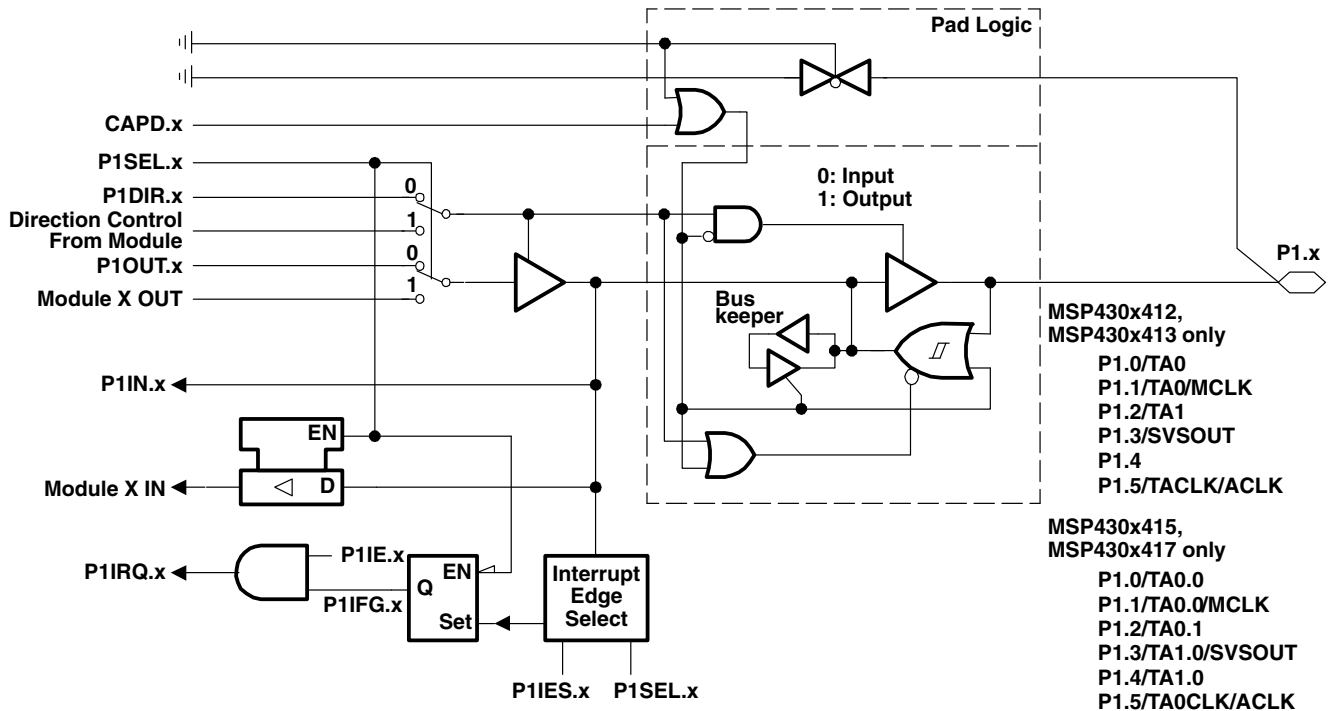 Pad Logic
CAPD.x
P1SEL.x
P1DIR.x
0
Direction Control
From Module
1
P1OUT.x
0
Module X OUT
1
0: Input
1: Output
P1.x
Bus
keeper
P1IN.x
EN
D
Module X IN
P1IRQ.x
P1IE.x
P1IFG.x
EN
Q
Set
Interrupt
Edge
Select
P1IES.x
P1SEL.x
MSP430x412,
MSP430x413 only
P1.0/TA0
P1.1/TA0/MCLK
P1.2/TA1
P1.3/SVSOUT
P1.4
P1.5/TACLK/ACLK
MSP430x415,
MSP430x417 only
P1.0/TA0.0
P1.1/TA0.0/MCLK
P1.2/TA0.1
P1.3/TA1.0/SVSOUT
P1.4/TA1.0
P1.5/TA0CLK/ACLK